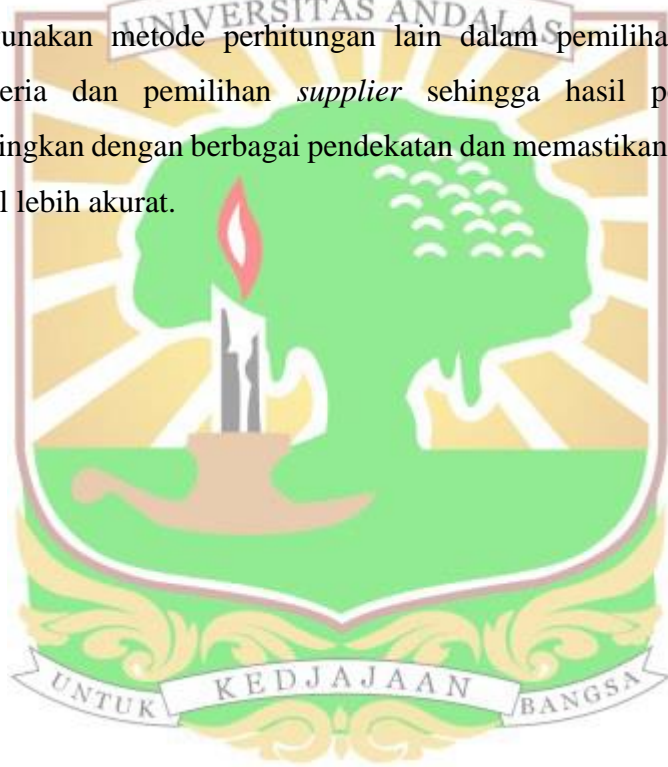 UNIVERSITAS ANDALAS
unakan metode perhitungan lain dalam pemiliha
eria dan pemilihan supplier sehingga hasil p
ingkan dengan berbagai pendekatan dan memastikan
l lebih akurat.
UNTUK KEDJAJAAN BANGSA